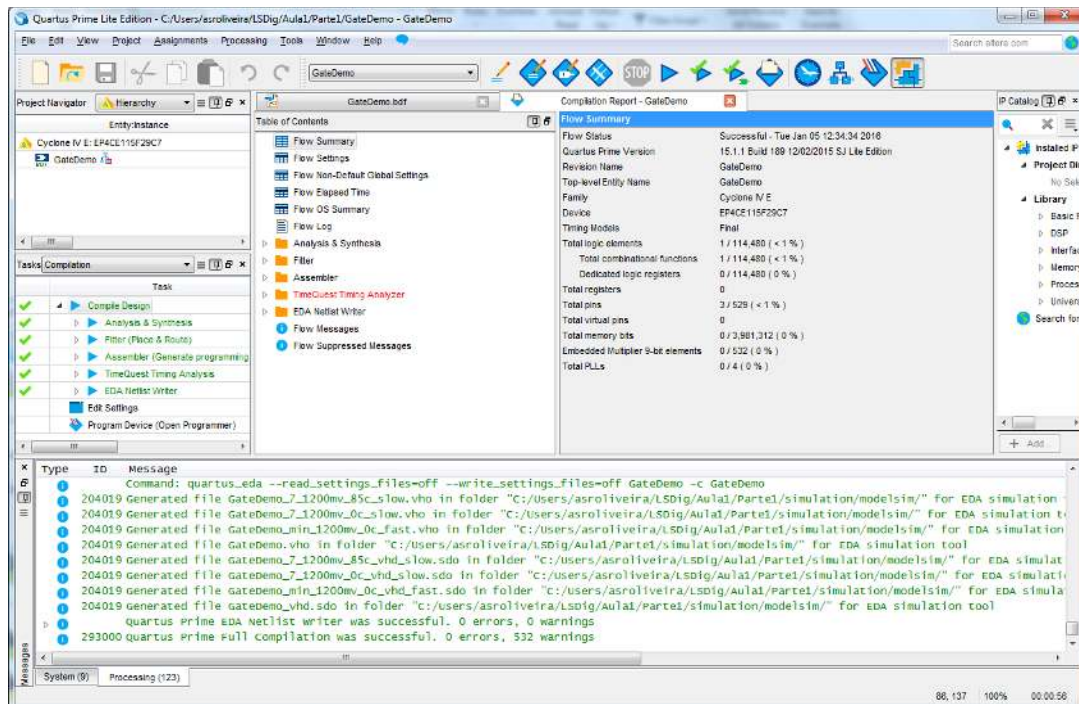 Quartus Prime Lite Edition - C:/Users/asroliveira/LSDig/Aula1/Parte1/GateDemo - GateDemo
File Edit View Project Assignments Processing Tools Window Help
Search altera.com
GateDemo
Project Navigator Hierarchy
Entity:Instance
Cyclone IV E: EP4CE115F29C7
GateDemo
Tasks Compilation
Task
Compile Design
Analysis & Synthesis
Fitter (Place & Route)
Assembler (Generate programming
TimeQuest Timing Analysis
EDA Netlist Writer
Edit Settings
Program Device (Open Programmer)
GateDemo.bdf
Compilation Report - GateDemo
Table of Contents
Flow Summary
Flow Settings
Flow Non-Default Global Settings
Flow Elapsed Time
Flow OS Summary
Flow Log
Analysis & Synthesis
Fitter
Assembler
TimeQuest Timing Analyzer
EDA Netlist Writer
Flow Messages
Flow Suppressed Messages
Flow Summary
Flow Status Successful - Tue Jan 05 12:34:34 2016
Quartus Prime Version 15.1.1 Build 189 12/02/2015 SJ Lite Edition
Revision Name GateDemo
Top-level Entity Name GateDemo
Family Cyclone IV E
Device EP4CE115F29C7
Timing Models Final
Total logic elements 1 / 114,480 ( < 1 % )
Total combinational functions 1 / 114,480 ( < 1 % )
Dedicated logic registers 0 / 114,480 ( 0 % )
Total registers 0
Total pins 3 / 529 ( < 1 % )
Total virtual pins 0
Total memory bits 0 / 3,981,312 ( 0 % )
Embedded Multiplier 9-bit elements 0 / 532 ( 0 % )
Total PLLs 0 / 4 ( 0 % )
IP Catalog
Installed IP
Project Di
No Sel
Library
Basic F
DSP
Interfac
Memory
Proces
Univer
Search for
+ Add...
Type ID Message
Command: quartus_eda --read_settings_files=off --write_settings_files=off GateDemo -c GateDemo
204019 Generated file GateDemo_7_1200mv_85c_slow.vho in folder "C:/Users/asroliveira/LSDig/Aula1/Parte1/simulation/modelsim/" for EDA simulation
204019 Generated file GateDemo_7_1200mv_0c_slow.vho in folder "C:/Users/asroliveira/LSDig/Aula1/Parte1/simulation/modelsim/" for EDA simulation t
204019 Generated file GateDemo_min_1200mv_0c_fast.vho in folder "C:/Users/asroliveira/LSDig/Aula1/Parte1/simulation/modelsim/" for EDA simulation
204019 Generated file GateDemo.vho in folder "C:/Users/asroliveira/LSDig/Aula1/Parte1/simulation/modelsim/" for EDA simulation tool
204019 Generated file GateDemo_7_1200mv_85c_vhd_slow.sdo in folder "C:/Users/asroliveira/LSDig/Aula1/Parte1/simulation/modelsim/" for EDA simulat
204019 Generated file GateDemo_7_1200mv_0c_vhd_slow.sdo in folder "C:/Users/asroliveira/LSDig/Aula1/Parte1/simulation/modelsim/" for EDA simulati
204019 Generated file GateDemo_min_1200mv_0c_vhd_fast.sdo in folder "C:/Users/asroliveira/LSDig/Aula1/Parte1/simulation/modelsim/" for EDA simula
204019 Generated file GateDemo_vhd.sdo in folder "C:/Users/asroliveira/LSDig/Aula1/Parte1/simulation/modelsim/" for EDA simulation tool
Quartus Prime EDA Netlist Writer was successful. 0 errors, 0 warnings
293000 Quartus Prime Full Compilation was successful. 0 errors, 532 warnings
Messages
System (9) Processing (123)
86, 137 100% 00:00:56